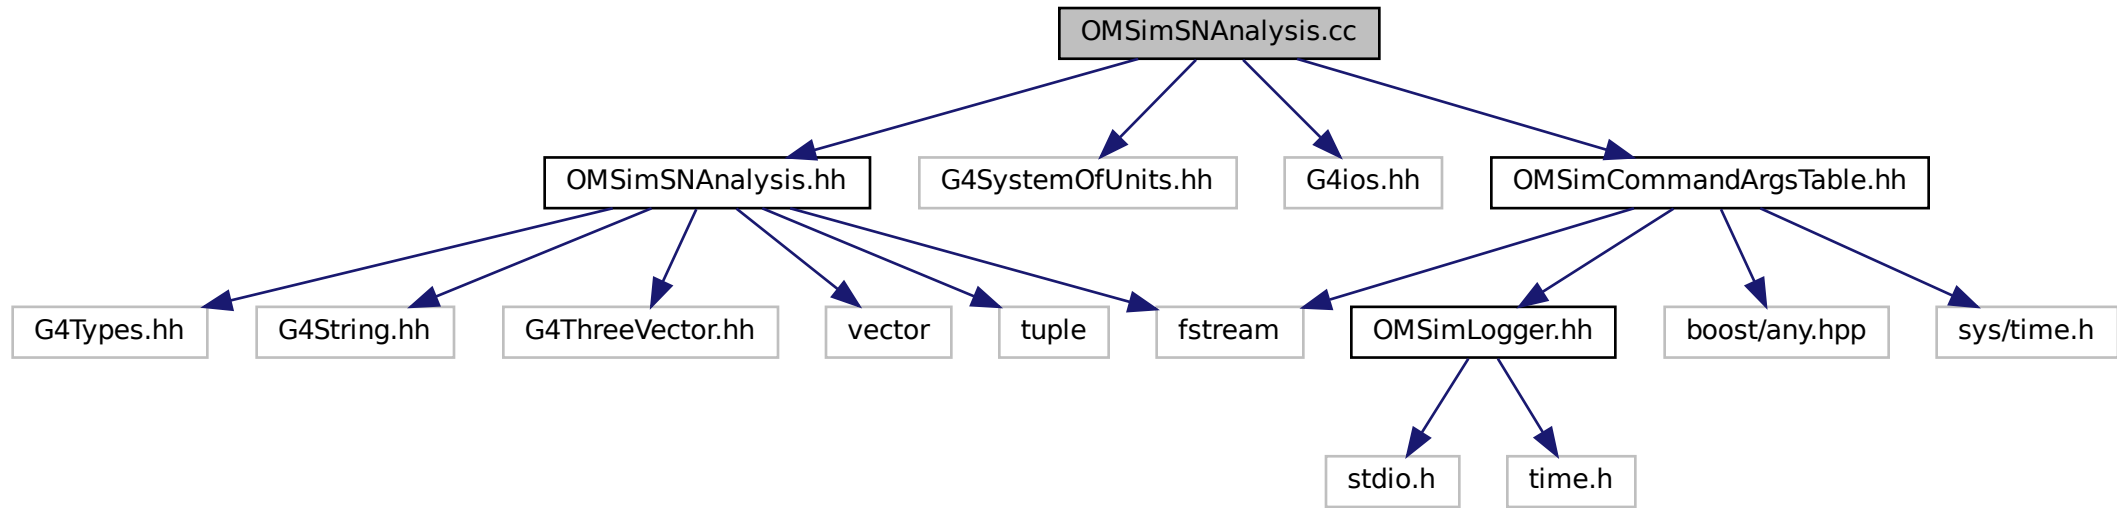 OMSimSNAnalysis.cc
OMSimSNAnalysis.hh
G4SystemOfUnits.hh
G4ios.hh
OMSimCommandArgsTable.hh
G4Types.hh
G4String.hh
G4ThreeVector.hh
vector
tuple
fstream
OMSimLogger.hh
boost/any.hpp
sys/time.h
stdio.h
time.h